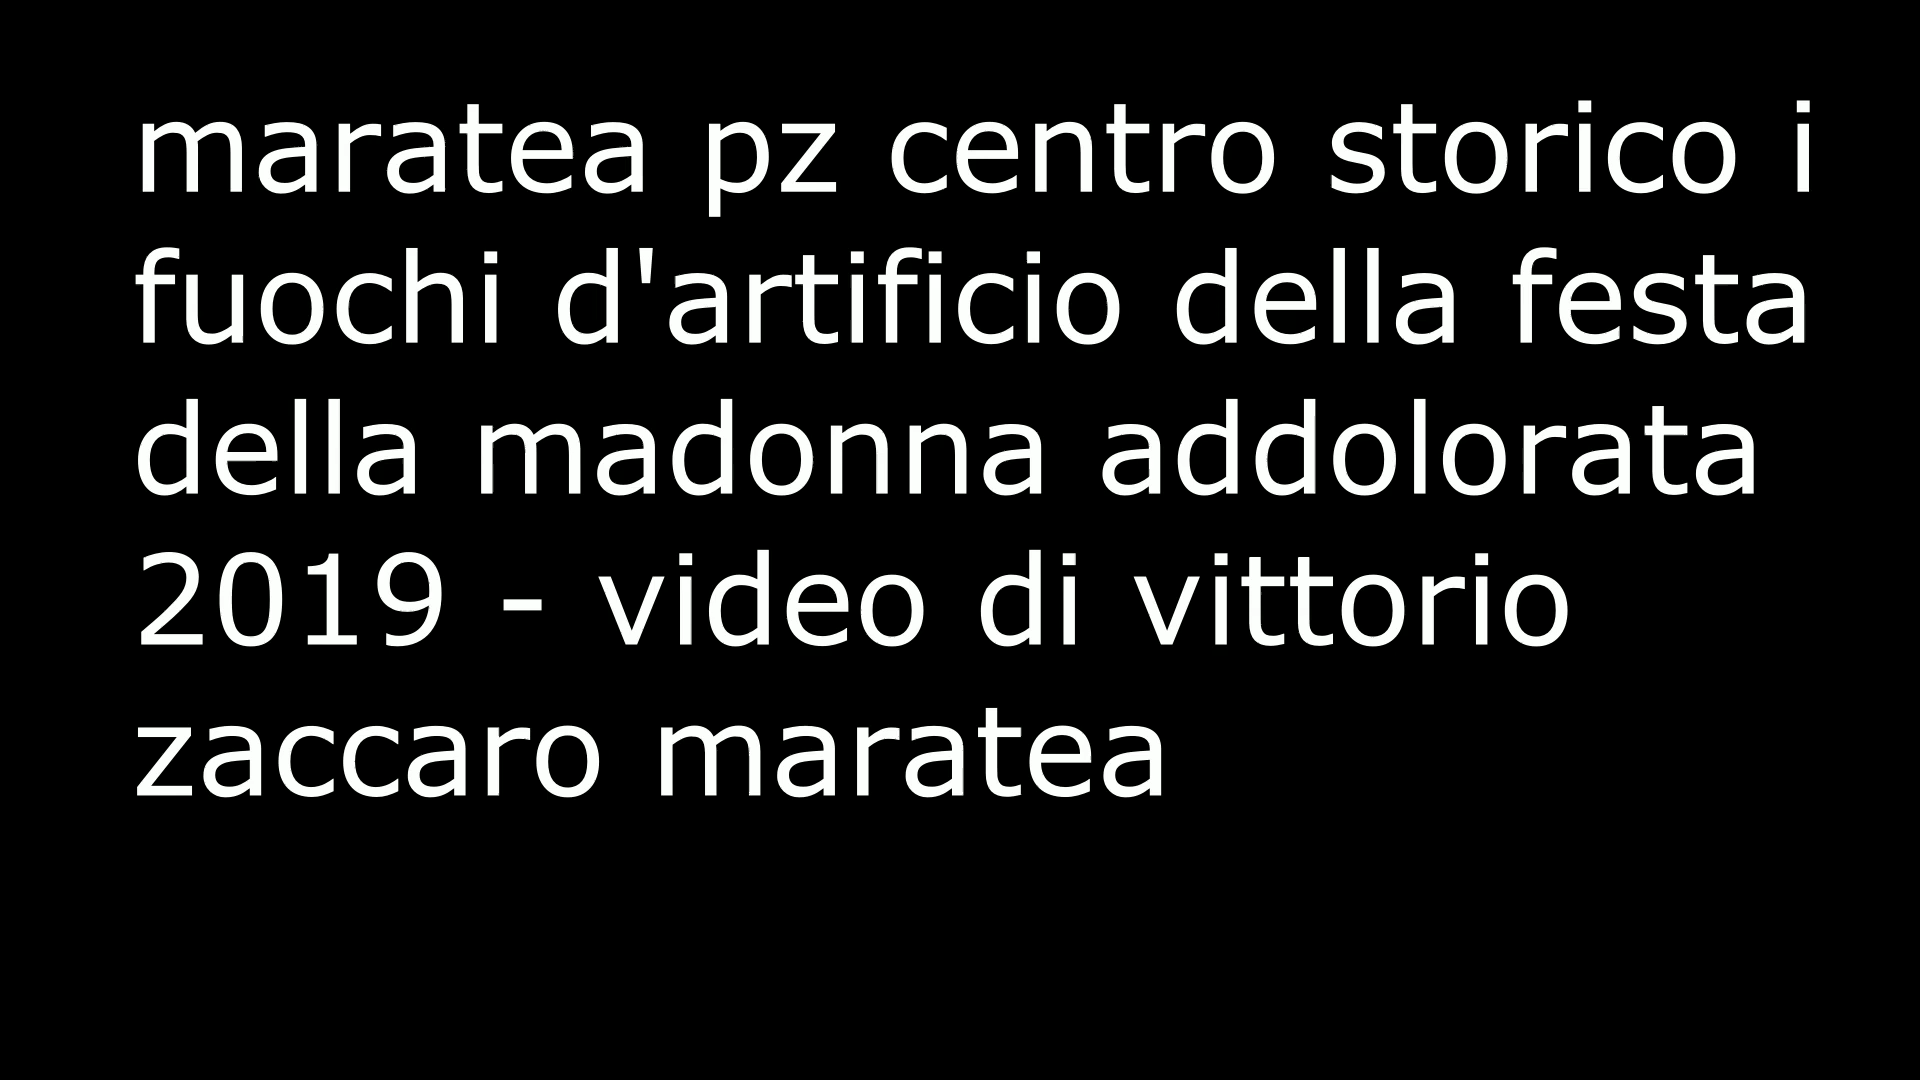 maratea pz centro storico i
fuochi d'artificio della festa
della madonna addolorata
2019 - video di vittorio
zaccaro maratea